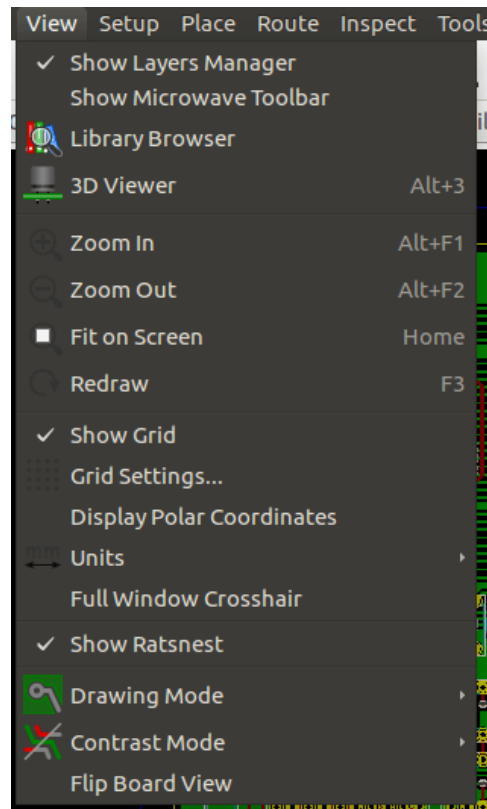 View Setup Place Route Inspect Tools
Show Layers Manager
Show Microwave Toolbar
Library Browser
3D Viewer Alt+3
Zoom In Alt+F1
Zoom Out Alt+F2
Fit on Screen Home
Redraw F3
Show Grid
Grid Settings...
Display Polar Coordinates
mm
Units
Full Window Crosshair
Show Ratsnest
Drawing Mode
Contrast Mode
Flip Board View